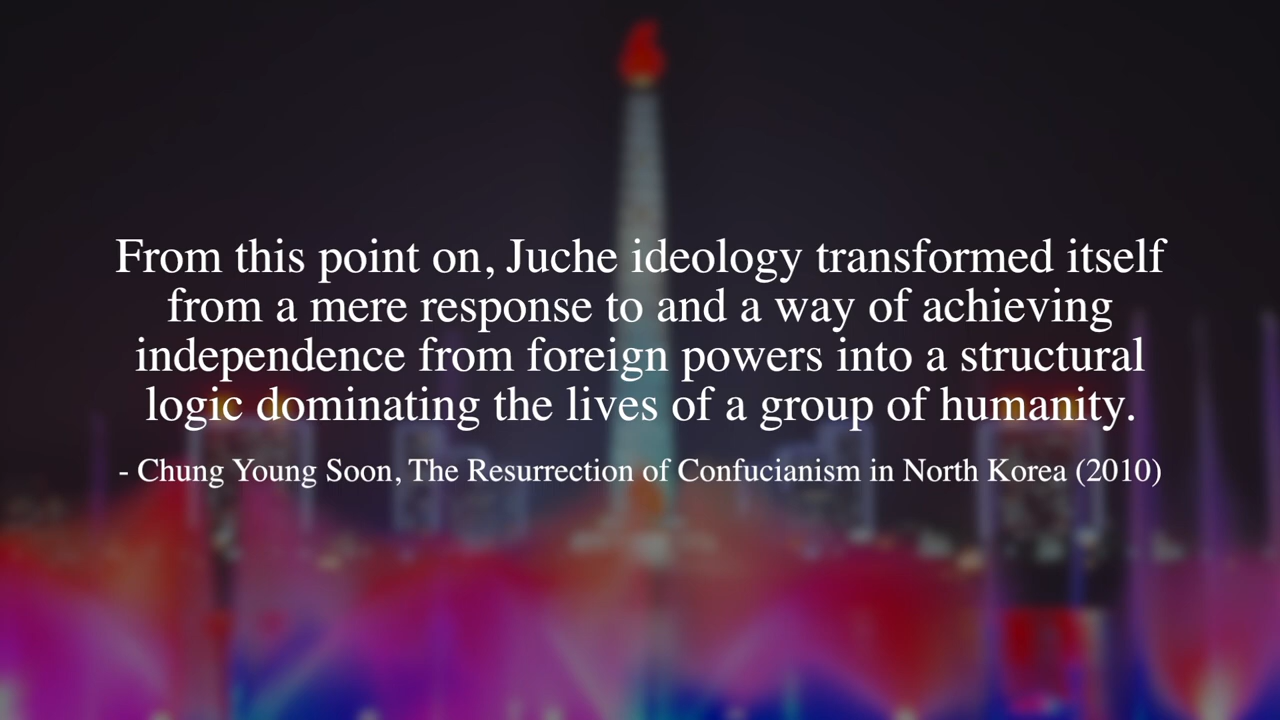 From this point on, Juche ideology transformed itself
from a mere response to and a way of achieving
independence from foreign powers into a structural
logic dominating the lives of a group of humanity.
- Chung Young Soon, The Resurrection of Confucianism in North Korea (2010)